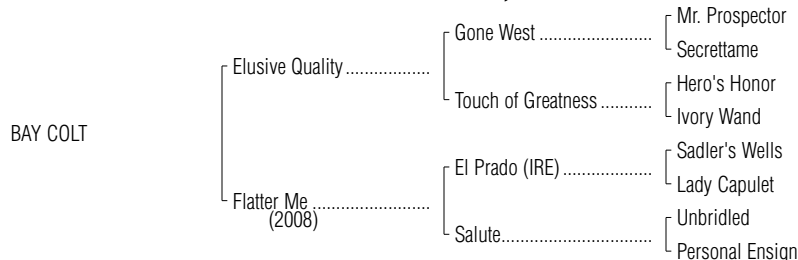 Mr. Prospector
Gone West ........................
Secrettame
Elusive Quality ..................
Hero's Honor
Touch of Greatness ...........
Ivory Wand
BAY COLT
Sadler's Wells
El Prado (IRE) ...................
Lady Capulet
Flatter Me .........................
(2008)
Unbridled
Salute................................
Personal Ensign